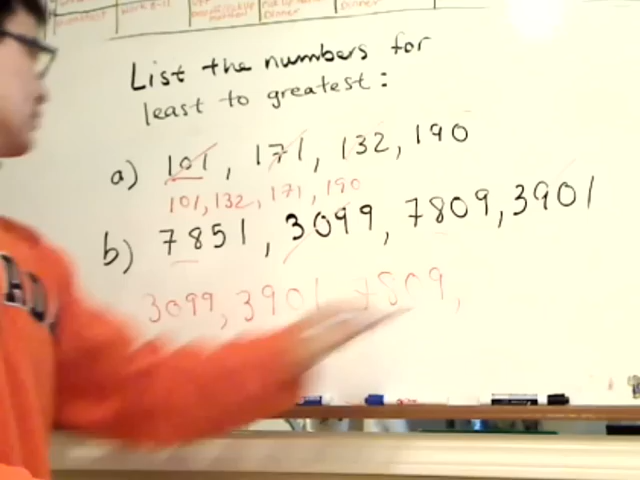 List the numbers for
least to greatest:
a) 101, 171, 132, 190
101, 132, 171, 190
b) 7851, 3099, 7809, 3901
3099, 3901 7809,